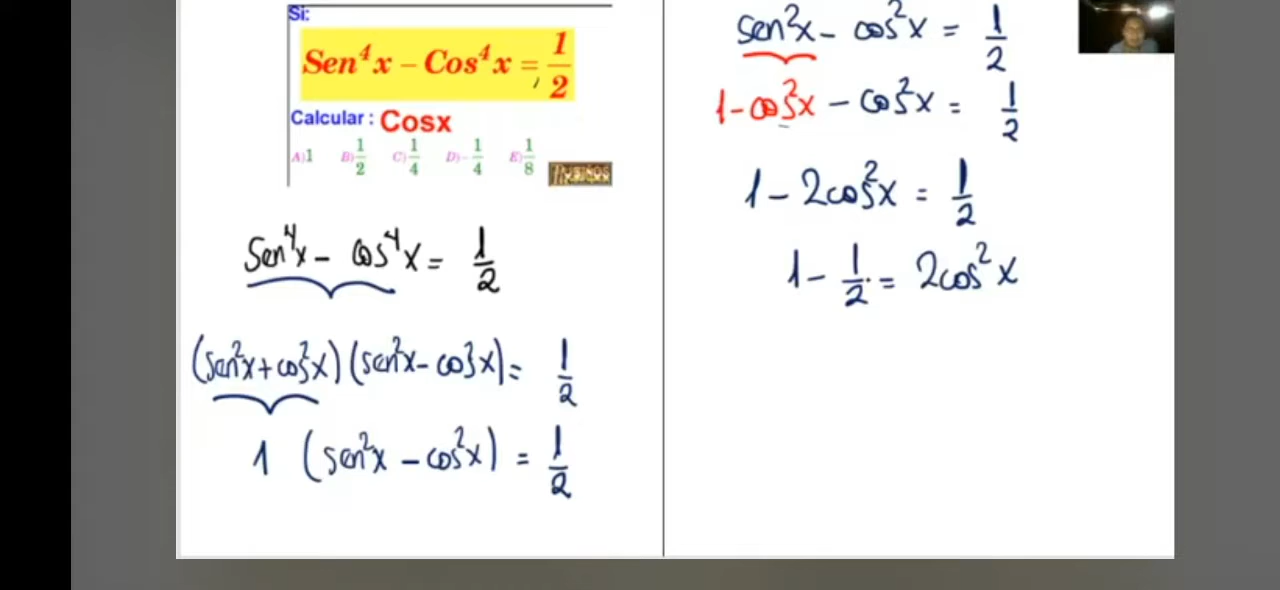 Si:
Sen⁴x − Cos⁴x = 1/2
Calcular : Cosx
A) 1 B) 1/2 C) 1/4 D) -1/4 E) 1/8
Sen⁴x − cos⁴x = 1/2
(sen²x + cos²x) (sen²x − cos²x) = 1/2
1 (sen²x − cos²x) = 1/2
sen²x − cos²x = 1/2
1 − cos²x − cos²x = 1/2
1 − 2cos²x = 1/2
1 − 1/2 = 2cos²x